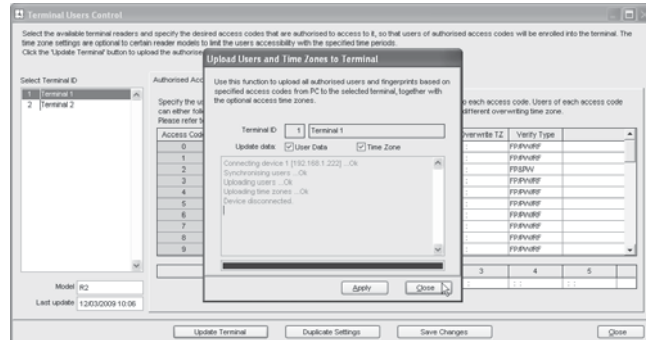 Terminal Users Control
Select the available terminal readers and specify the desired access codes that are authorised to access to it, so that users of authorised access codes will be enrolled into the terminal. The
time zone settings are optional to certain reader models to limit the users accessibility with the specified time periods.
Click the 'Update Terminal' button to upload the authorise
Upload Users and Time Zones to Terminal
Use this function to upload all authorised users and fingerprints based on
specified access codes from PC to the selected terminal, together with
the optional access time zones.
Terminal ID 1 Terminal 1
Update data: User Data Time Zone
Connecting device 1 [192.168.1.222] ...Ok
Synchronising users ...Ok
Uploading users ...Ok
Uploading time zones ...Ok
Device disconnected.
Apply Close
Select Terminal ID
1 Terminal 1
2 Terminal 2
Model R2
Last update 12/03/2009 10:06
Authorised Acc
Specify the us
can either foll
Please refer t
o each access code. Users of each access code
different overwriting time zone.
Access Code
Overwrite TZ Verify Type
0 : FP/PW/RF
1 : FP/PW/RF
2 : FP&PW
3 : FP/PW/RF
4 : FP/PW/RF
5 : FP/PW/RF
6 : FP/PW/RF
7 : FP/PW/RF
8 : FP/PW/RF
9 : FP/PW/RF
3 4 5
: : : : : :
Update Terminal Duplicate Settings Save Changes Close